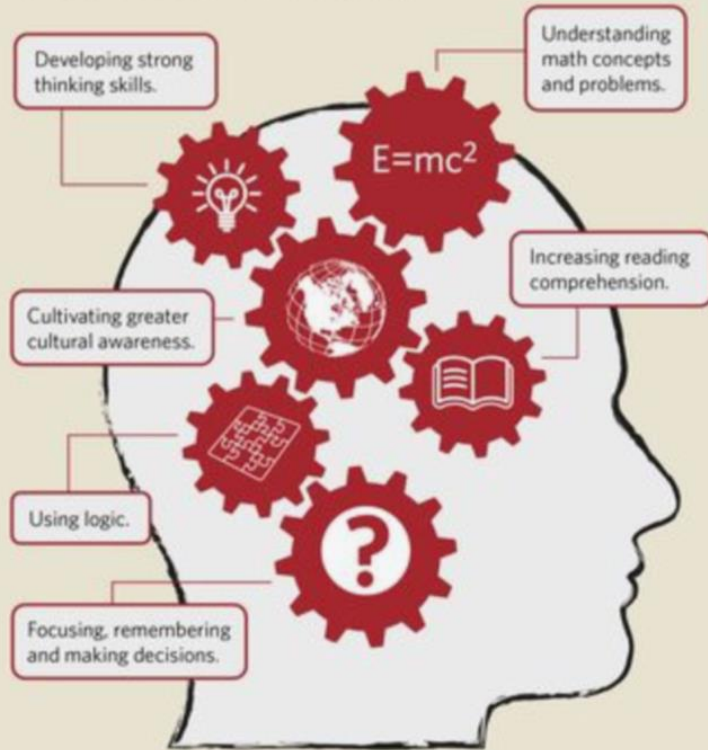 Developing strong
thinking skills.
Understanding
math concepts
and problems.
E=mc²
Increasing reading
comprehension.
Cultivating greater
cultural awareness.
Using logic.
?
Focusing, remembering
and making decisions.